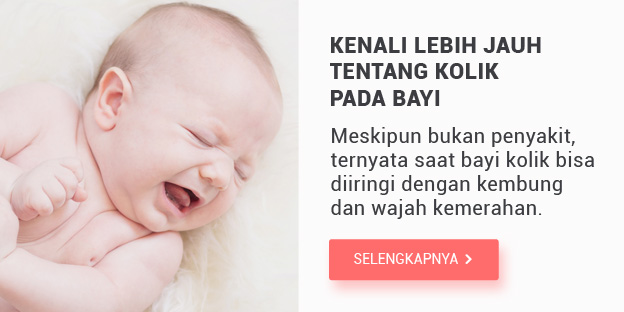 KENALI LEBIH JAUH
TENTANG KOLIK
PADA BAYI
Meskipun bukan penyakit,
ternyata saat bayi kolik bisa
diiringi dengan kembung
dan wajah kemerahan.
SELENGKAPNYA